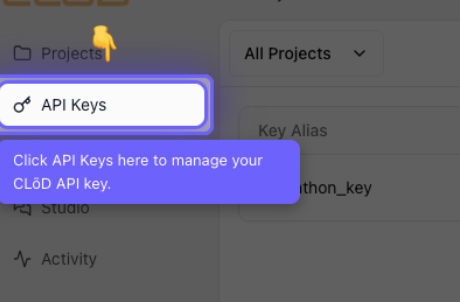 Projects
All Projects
API Keys
Key Alias
Click API Keys here to manage your
CLōD API key.
thon_key
Studio
Activity